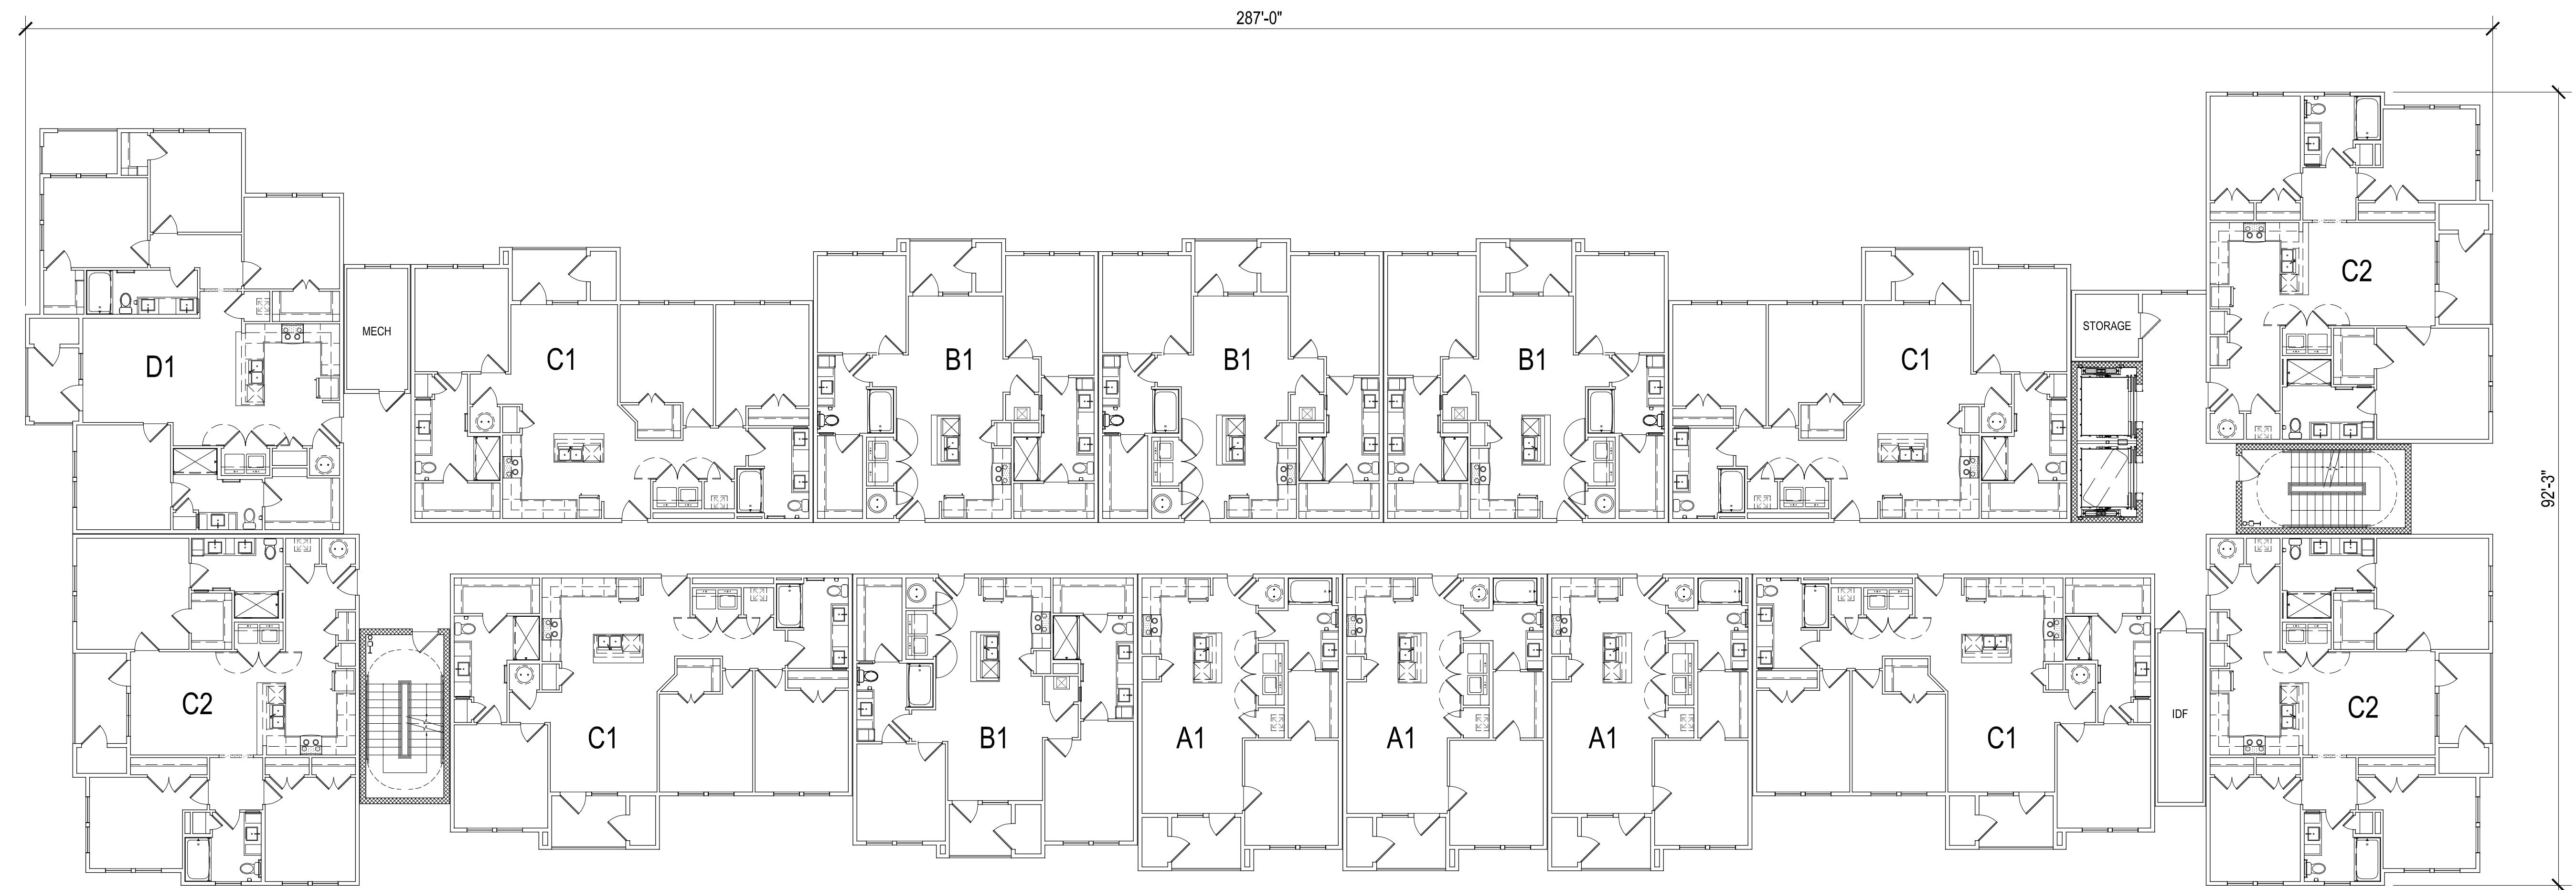 287'-0"
92'-3"
D1
MECH
C1
B1
B1
B1
C1
STORAGE
C2
C2
C1
B1
A1
A1
A1
C1
IDF
C2